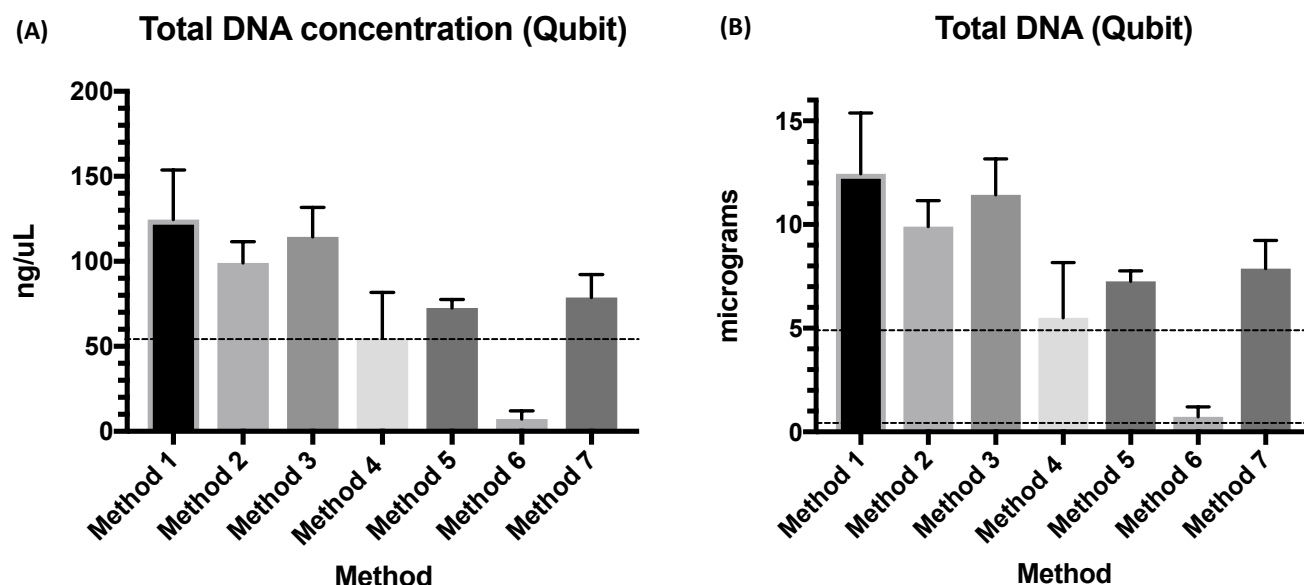 (A) Total DNA concentration (Qubit)
ng/uL
200
150
100
50
0
Method 1
Method 2
Method 3
Method 4
Method 5
Method 6
Method 7
Method
(B) Total DNA (Qubit)
micrograms
15
10
5
0
Method 1
Method 2
Method 3
Method 4
Method 5
Method 6
Method 7
Method